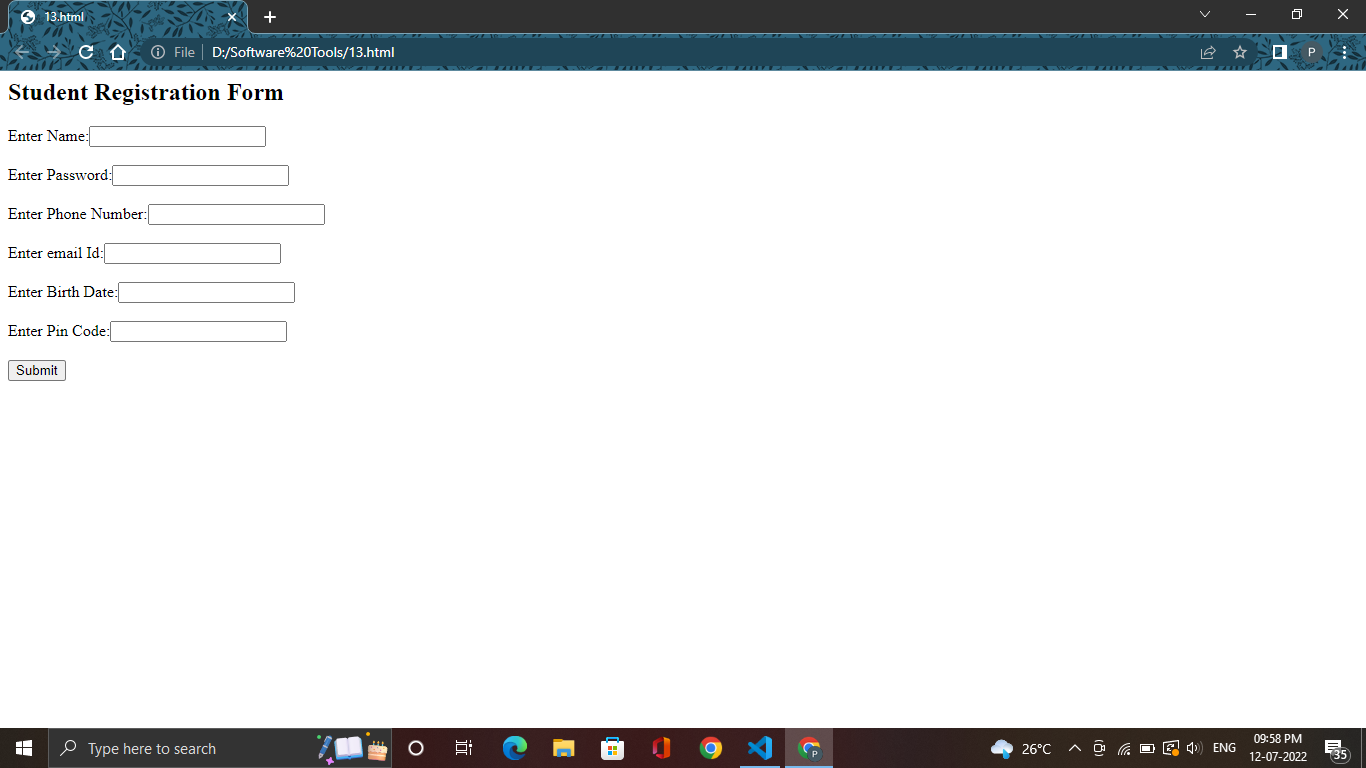 13.html
File D:/Software%20Tools/13.html
P
Student Registration Form
Enter Name:
Enter Password:
Enter Phone Number:
Enter email Id:
Enter Birth Date:
Enter Pin Code:
Submit
Type here to search
P
26°C
ENG
09:58 PM
12-07-2022
35